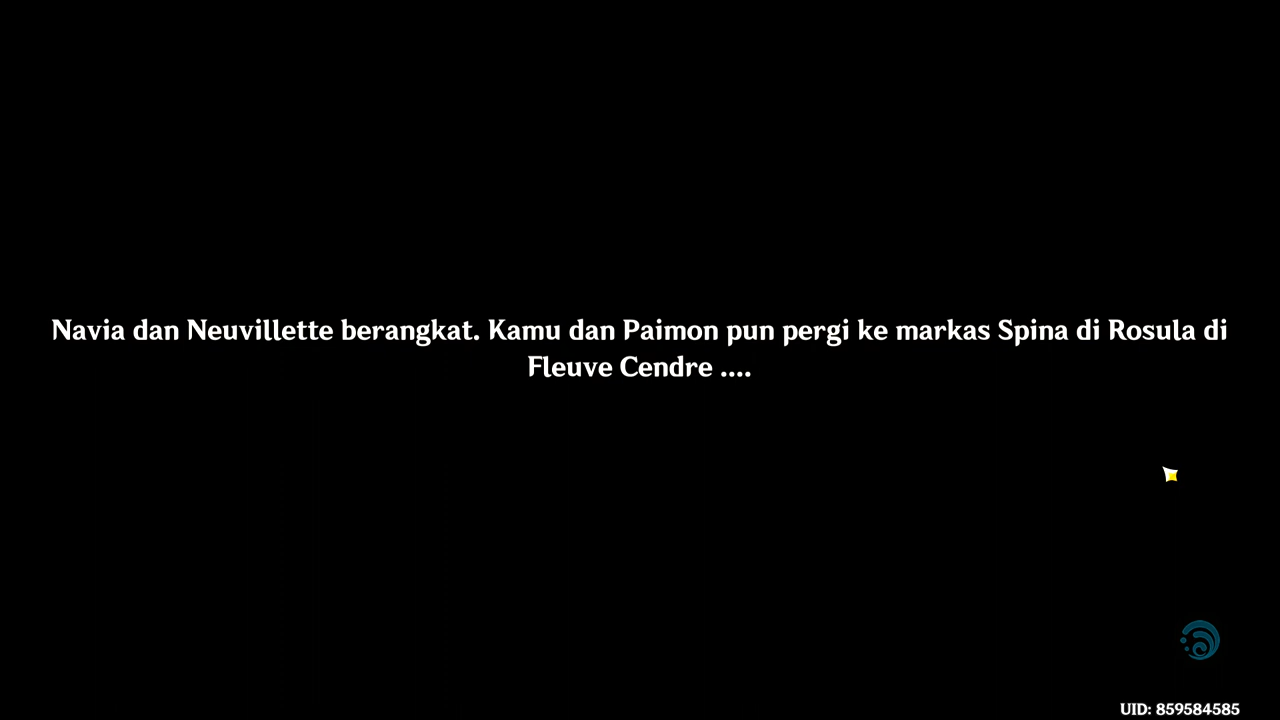 Navia dan Neuvillette berangkat. Kamu dan Paimon pun pergi ke markas Spina di Rosula di
Fleuve Cendre ....
UID: 859584585